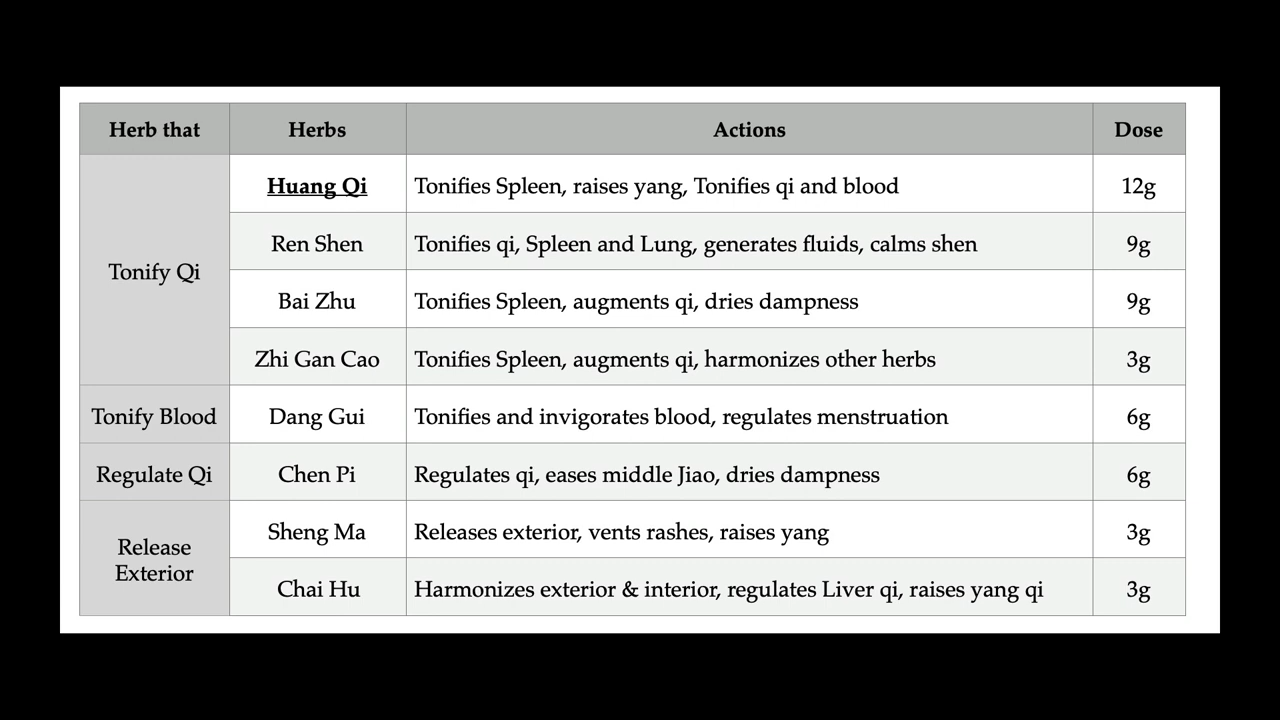 Herb that Herbs Actions Dose
Tonify Qi
Huang Qi Tonifies Spleen, raises yang, Tonifies qi and blood 12g
Ren Shen Tonifies qi, Spleen and Lung, generates fluids, calms shen 9g
Bai Zhu Tonifies Spleen, augments qi, dries dampness 9g
Zhi Gan Cao Tonifies Spleen, augments qi, harmonizes other herbs 3g
Tonify Blood Dang Gui Tonifies and invigorates blood, regulates menstruation 6g
Regulate Qi Chen Pi Regulates qi, eases middle Jiao, dries dampness 6g
Release
Exterior
Sheng Ma Releases exterior, vents rashes, raises yang 3g
Chai Hu Harmonizes exterior & interior, regulates Liver qi, raises yang qi 3g